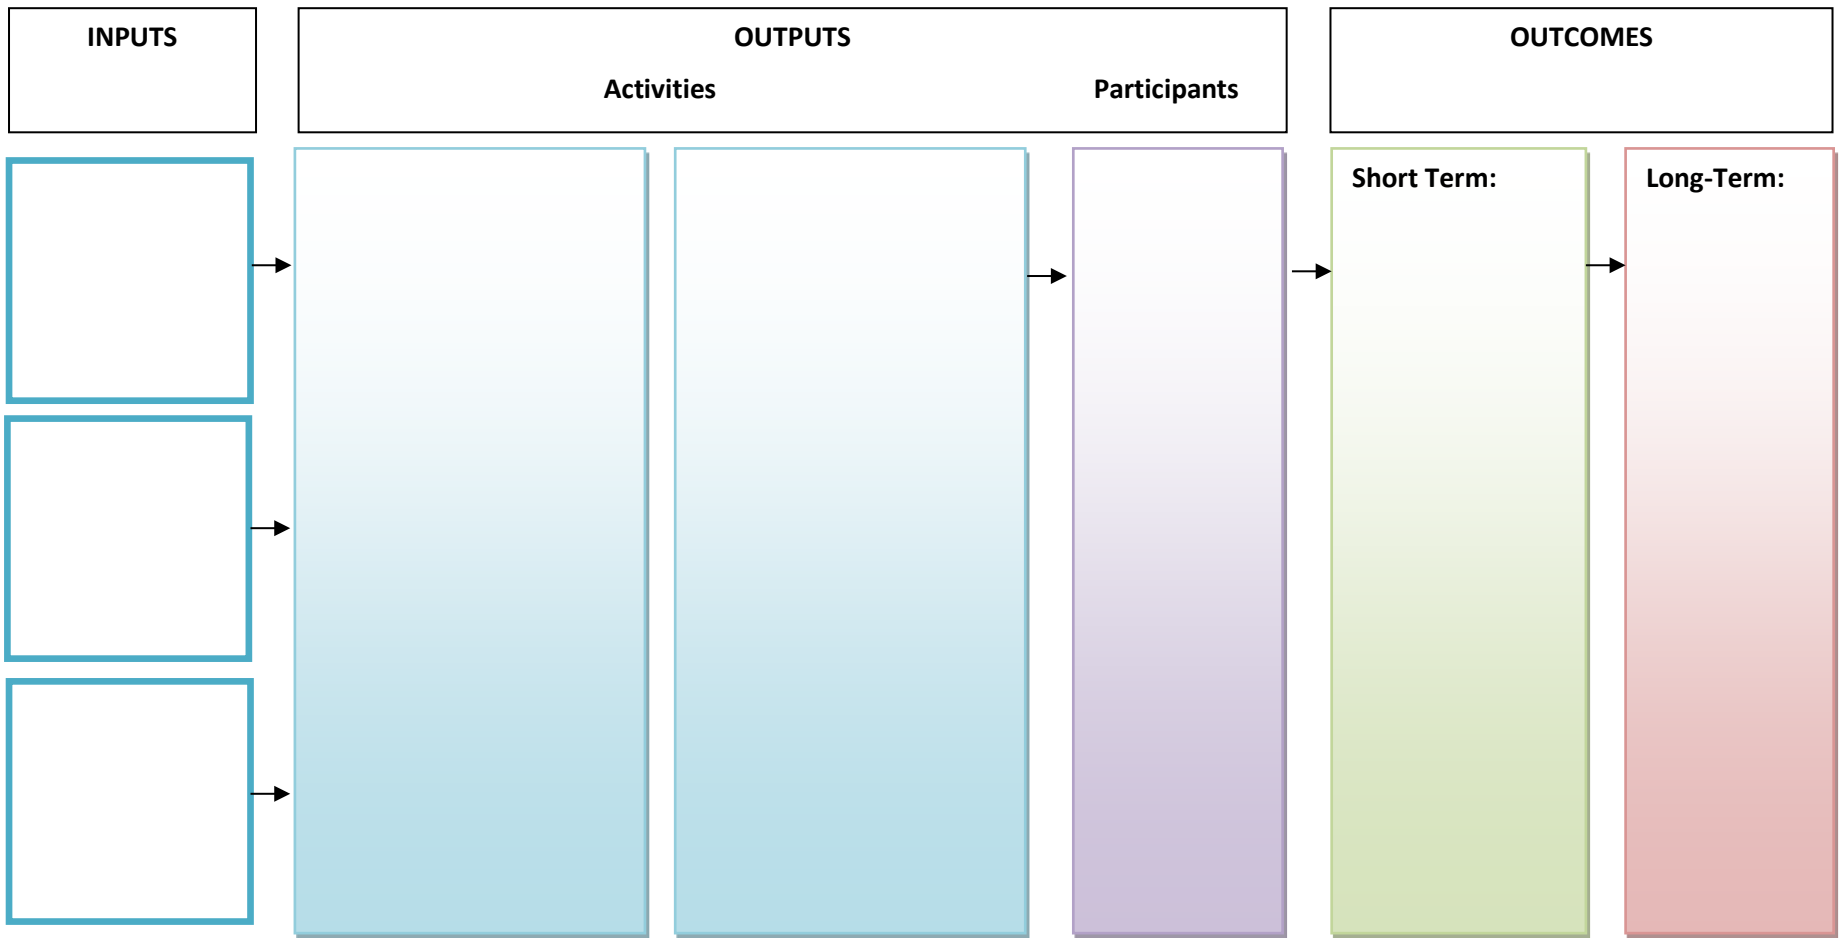 INPUTS
OUTPUTS
Activities
Participants
OUTCOMES
Short Term:
Long-Term: